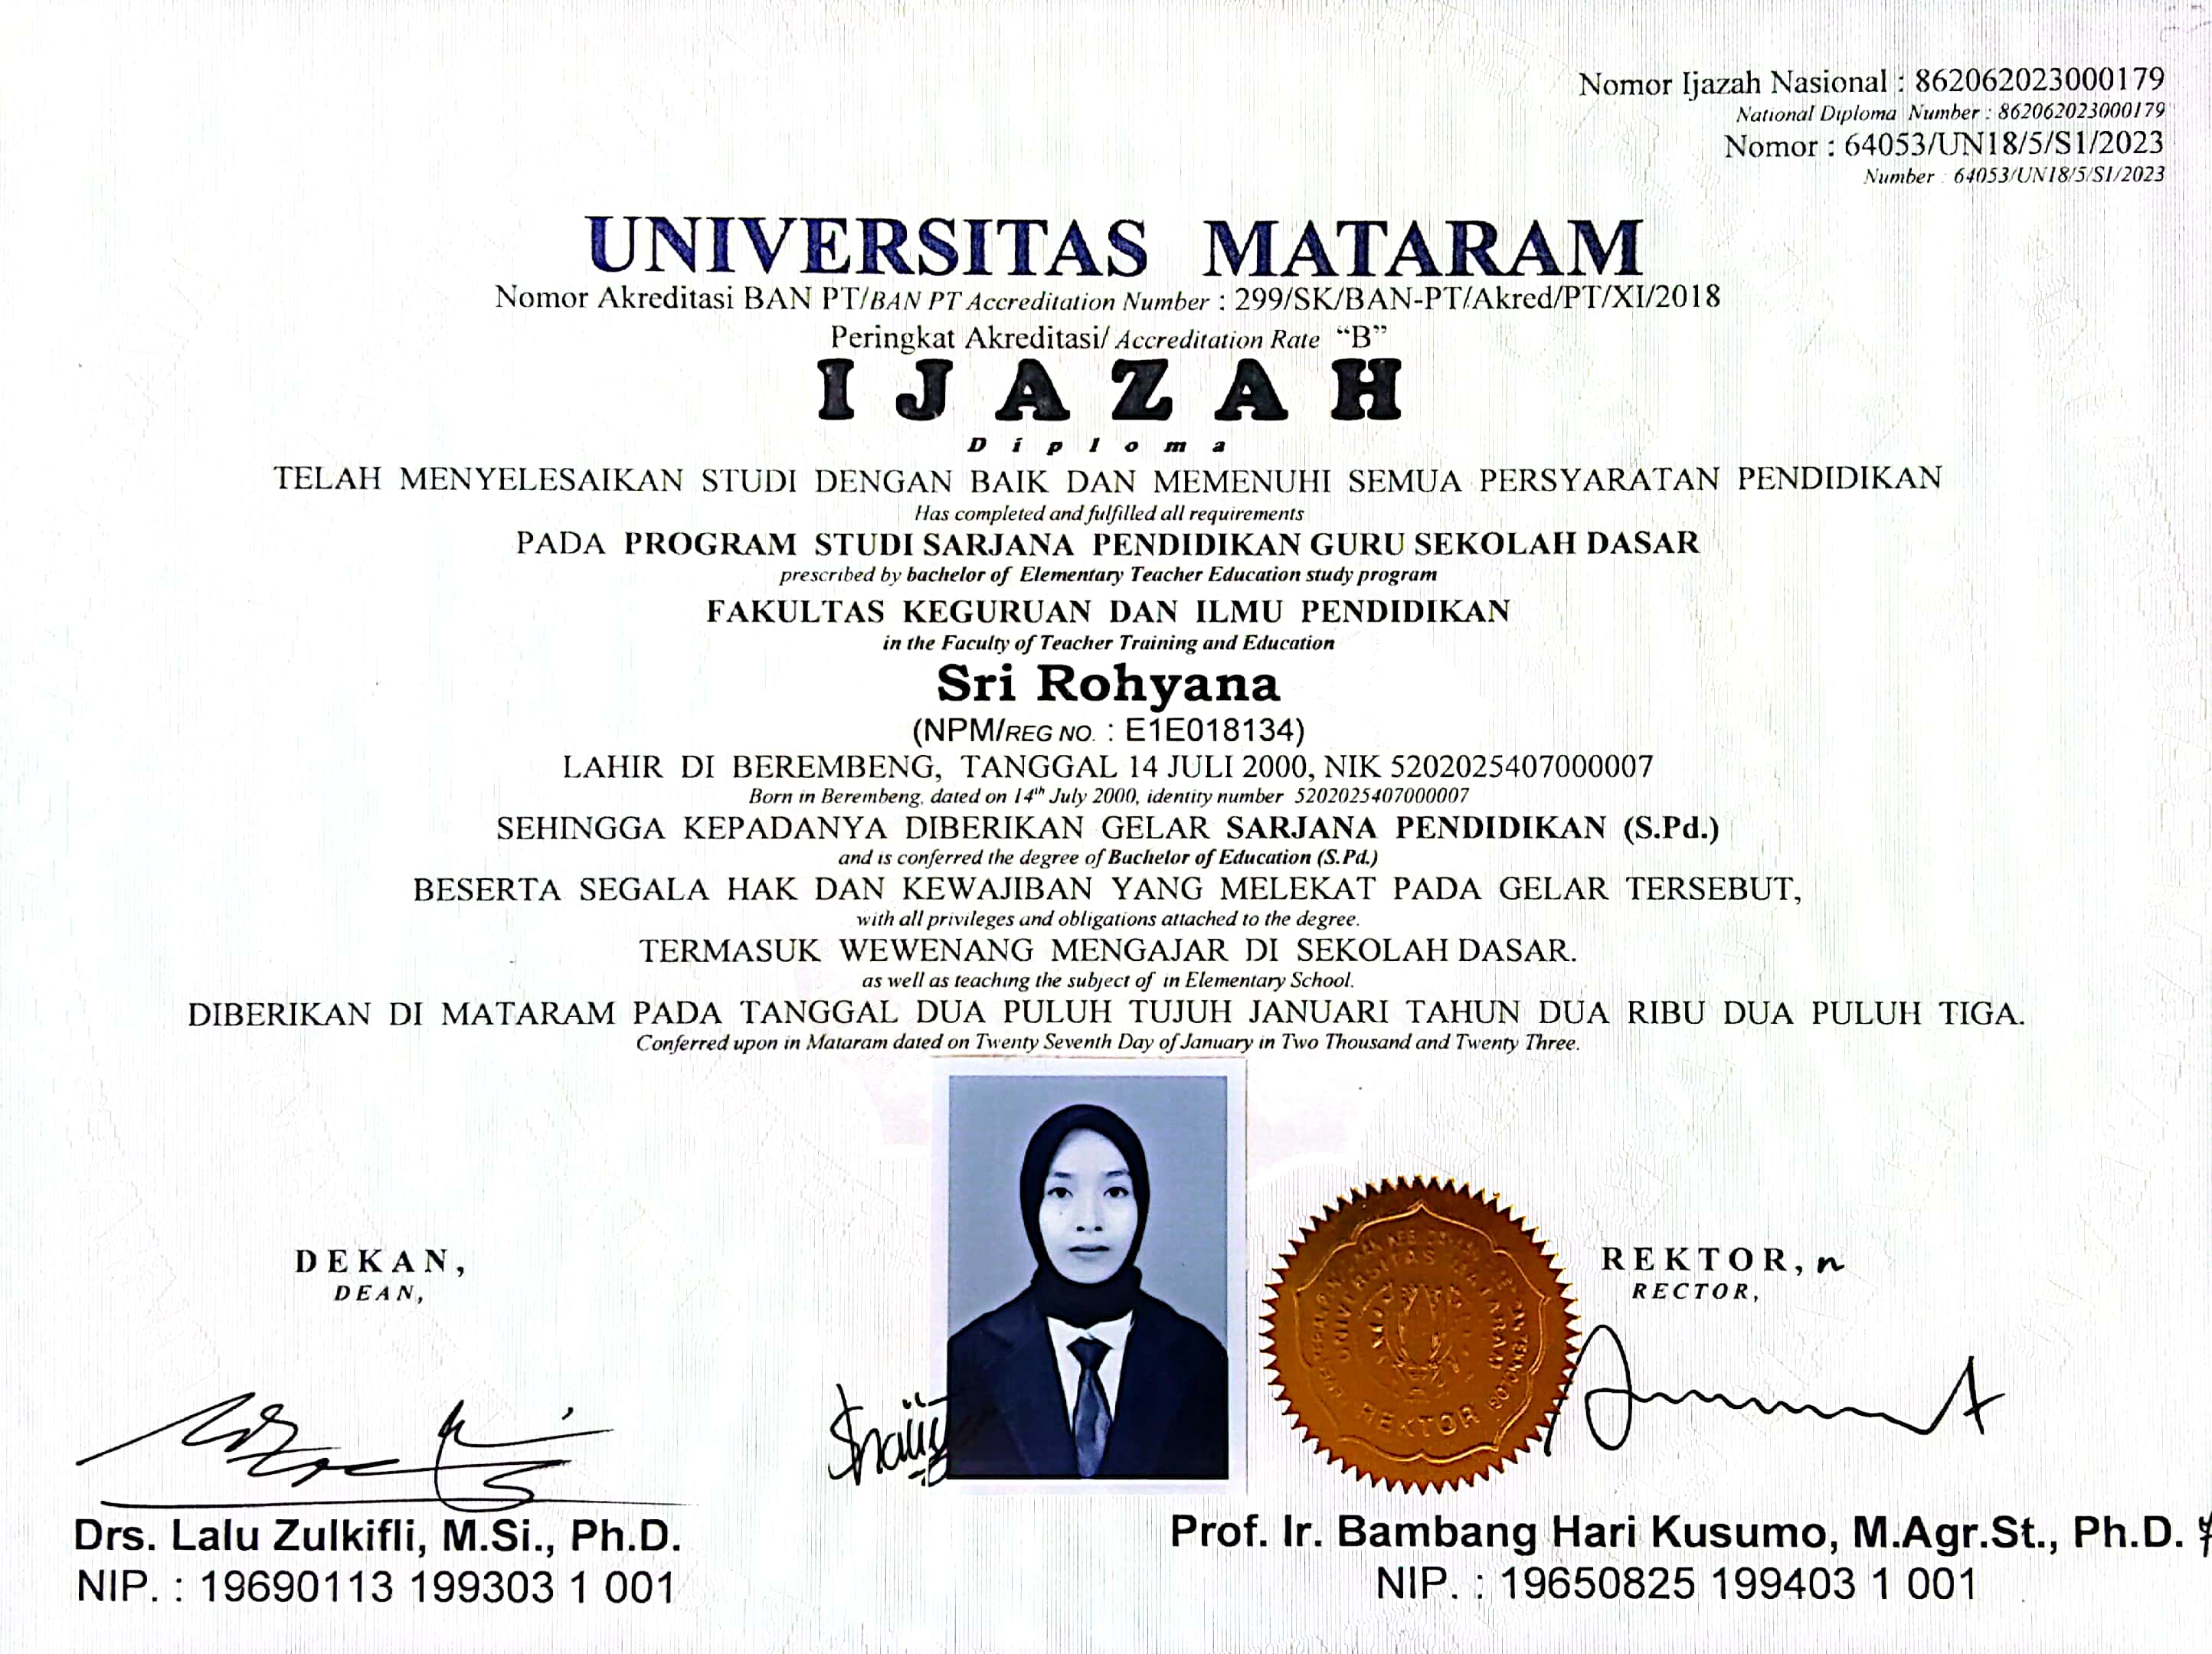 Nomor Ijazah Nasional : 862062023000179
National Diploma Number : 862062023000179
Nomor : 64053/UN18/5/S1/2023
Number : 64053/UN18/5/S1/2023
UNIVERSITAS MATARAM
Nomor Akreditasi BAN PT/BAN PT Accreditation Number : 299/SK/BAN-PT/Akred/PT/XI/2018
Peringkat Akreditasi/ Accreditation Rate “B”
IJAZAH
Diploma
TELAH MENYELESAIKAN STUDI DENGAN BAIK DAN MEMENUHI SEMUA PERSYARATAN PENDIDIKAN
Has completed and fulfilled all requirements
PADA PROGRAM STUDI SARJANA PENDIDIKAN GURU SEKOLAH DASAR
prescribed by bachelor of Elementary Teacher Education study program
FAKULTAS KEGURUAN DAN ILMU PENDIDIKAN
in the Faculty of Teacher Training and Education
Sri Rohyana
(NPM/REG NO. : E1E018134)
LAHIR DI BEREMBENG, TANGGAL 14 JULI 2000, NIK 5202025407000007
Born in Berembeng, dated on 14th July 2000, identity number 5202025407000007
SEHINGGA KEPADANYA DIBERIKAN GELAR SARJANA PENDIDIKAN (S.Pd.)
and is conferred the degree of Bachelor of Education (S.Pd.)
BESERTA SEGALA HAK DAN KEWAJIBAN YANG MELEKAT PADA GELAR TERSEBUT,
with all privileges and obligations attached to the degree.
TERMASUK WEWENANG MENGAJAR DI SEKOLAH DASAR.
as well as teaching the subject of in Elementary School.
DIBERIKAN DI MATARAM PADA TANGGAL DUA PULUH TUJUH JANUARI TAHUN DUA RIBU DUA PULUH TIGA.
Conferred upon in Mataram dated on Twenty Seventh Day of January in Two Thousand and Twenty Three.
DEKAN,
DEAN,
UNIVERSITAS MATARAM
REKTOR
REKTOR,
RECTOR,
Drs. Lalu Zulkifli, M.Si., Ph.D.
NIP. : 19690113 199303 1 001
Prof. Ir. Bambang Hari Kusumo, M.Agr.St., Ph.D.
NIP. : 19650825 199403 1 001